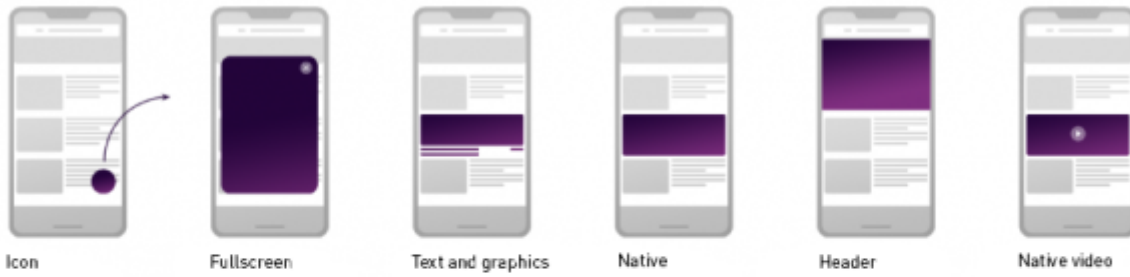 Icon
Fullscreen
Text and graphics
Native
Header
Native video